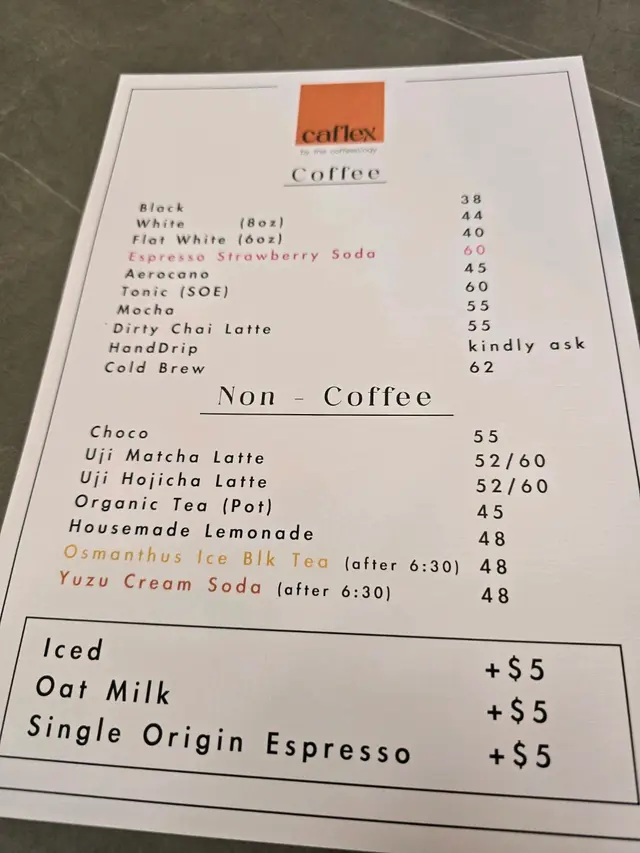 caflex
by the coffeeology
Coffee
Black 38
White (8oz) 44
Flat White (6oz) 40
Espresso Strawberry Soda 60
Aerocano 45
Tonic (SOE) 60
Mocha 55
Dirty Chai Latte 55
HandDrip kindly ask
Cold Brew 62
Non - Coffee
Choco 55
Uji Matcha Latte 52/60
Uji Hojicha Latte 52/60
Organic Tea (Pot) 45
Housemade Lemonade 48
Osmanthus Ice Blk Tea (after 6:30) 48
Yuzu Cream Soda (after 6:30) 48
Iced +$5
Oat Milk +$5
Single Origin Espresso +$5